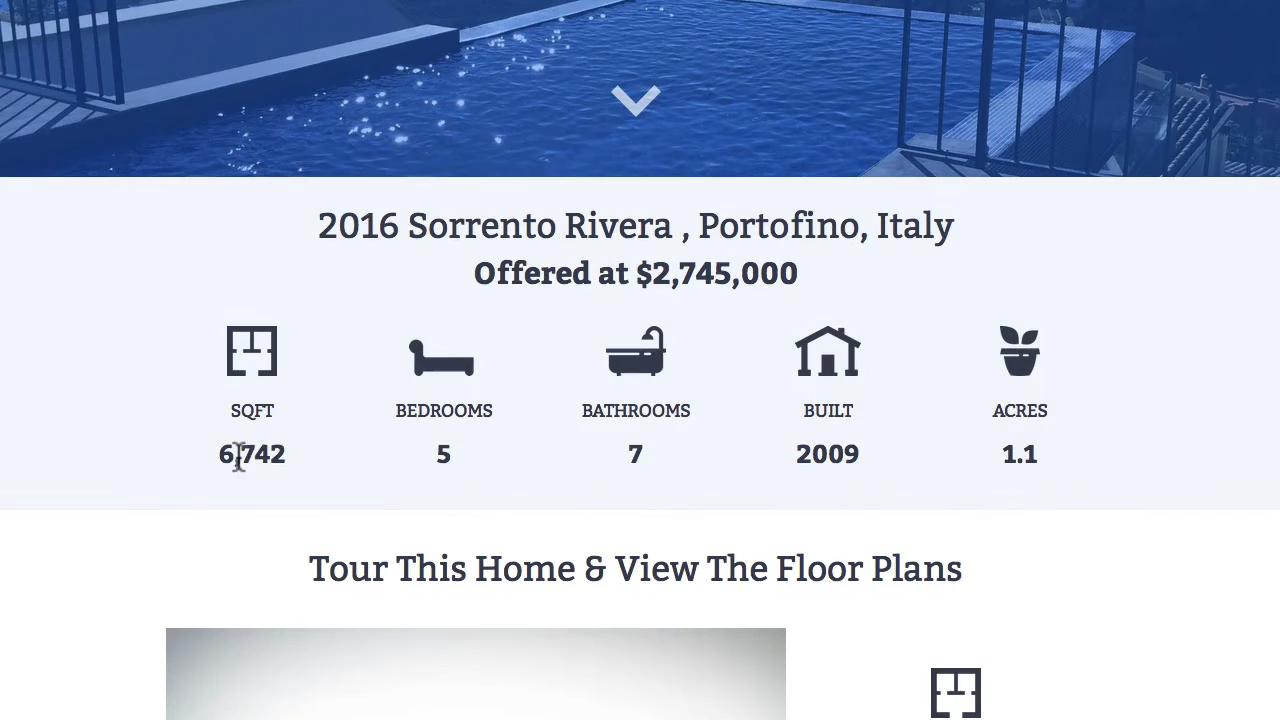 2016 Sorrento Rivera , Portofino, Italy
Offered at $2,745,000
SQFT BEDROOMS BATHROOMS BUILT ACRES
6,742 5 7 2009 1.1
Tour This Home & View The Floor Plans